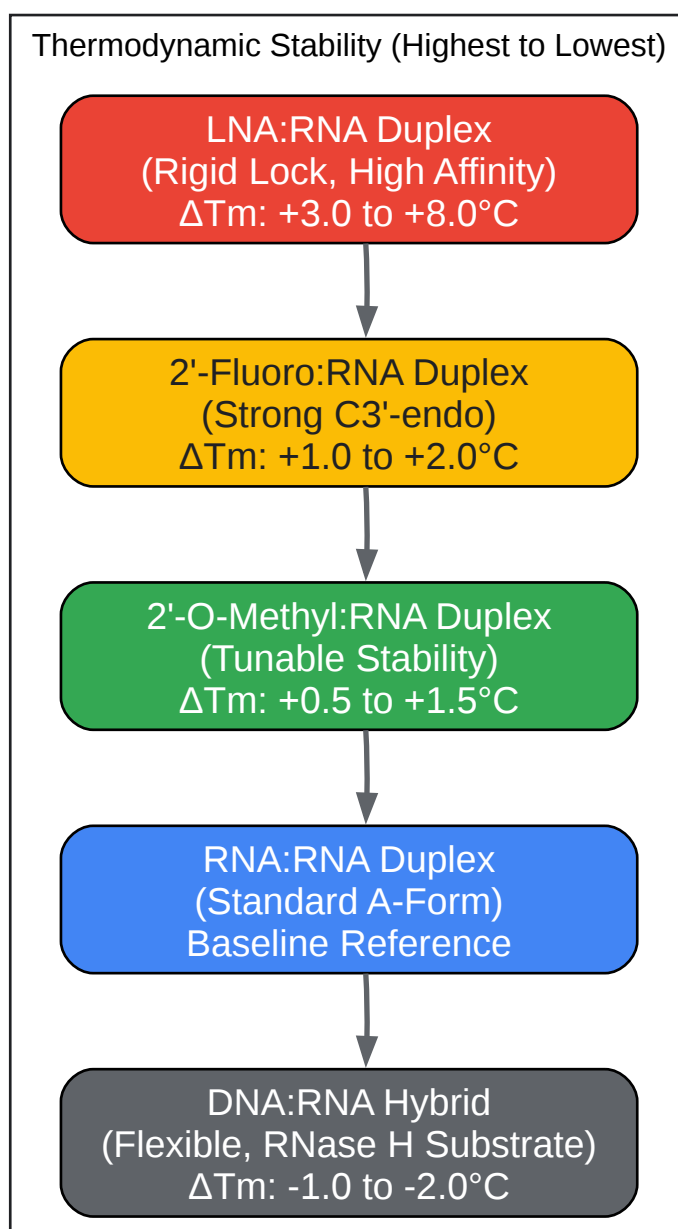 Thermodynamic Stability (Highest to Lowest)
LNA:RNA Duplex
(Rigid Lock, High Affinity)
ΔTm: +3.0 to +8.0°C
2'-Fluoro:RNA Duplex
(Strong C3'-endo)
ΔTm: +1.0 to +2.0°C
2'-O-Methyl:RNA Duplex
(Tunable Stability)
ΔTm: +0.5 to +1.5°C
RNA:RNA Duplex
(Standard A-Form)
Baseline Reference
DNA:RNA Hybrid
(Flexible, RNase H Substrate)
ΔTm: -1.0 to -2.0°C